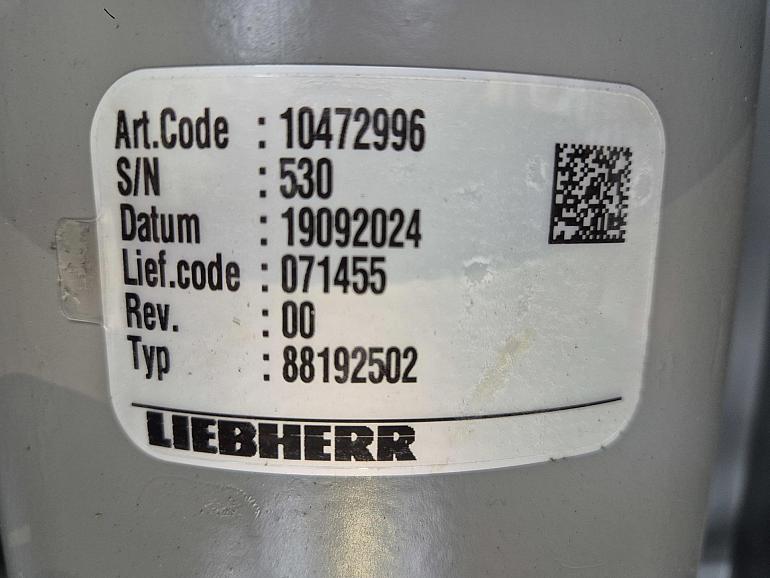 Art.Code : 10472996
S/N : 530
Datum : 19092024
Lief.code : 071455
Rev. : 00
Typ : 88192502
LIEBHERR